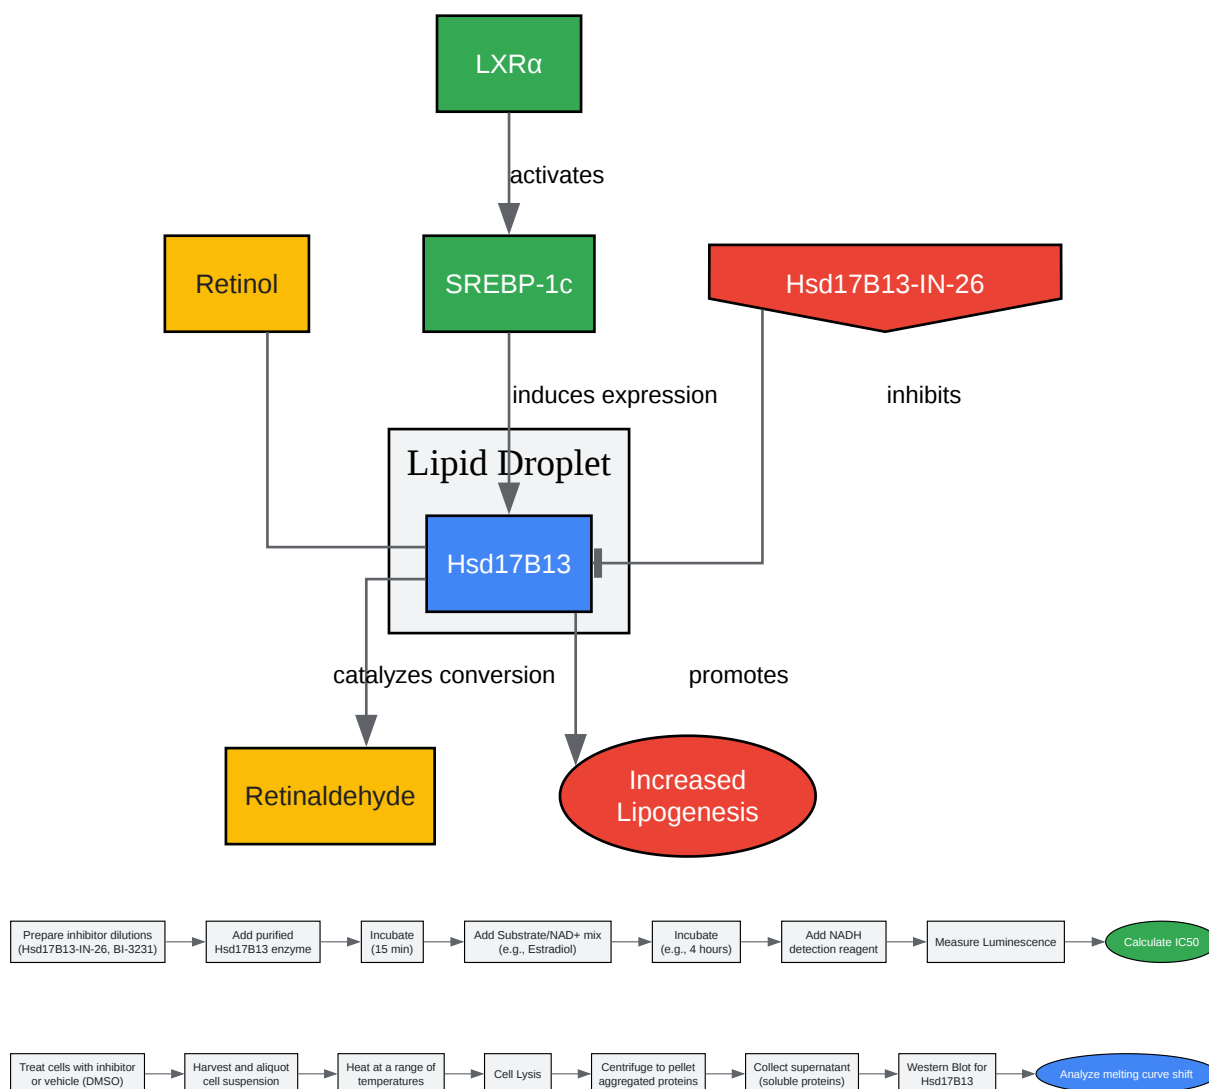 LXRα
activates
Retinol
SREBP-1c
Hsd17B13-IN-26
induces expression
inhibits
Lipid Droplet
Hsd17B13
catalyzes conversion
promotes
Retinaldehyde
Increased
Lipogenesis
Prepare inhibitor dilutions
(Hsd17B13-IN-26, BI-3231)
Add purified
Hsd17B13 enzyme
Incubate
(15 min)
Add Substrate/NAD+ mix
(e.g., Estradiol)
Incubate
(e.g., 4 hours)
Add NADH
detection reagent
Measure Luminescence
Calculate IC50
Treat cells with inhibitor
or vehicle (DMSO)
Harvest and aliquot
cell suspension
Heat at a range of
temperatures
Cell Lysis
Centrifuge to pellet
aggregated proteins
Collect supernatant
(soluble proteins)
Western Blot for
Hsd17B13
Analyze melting curve shift